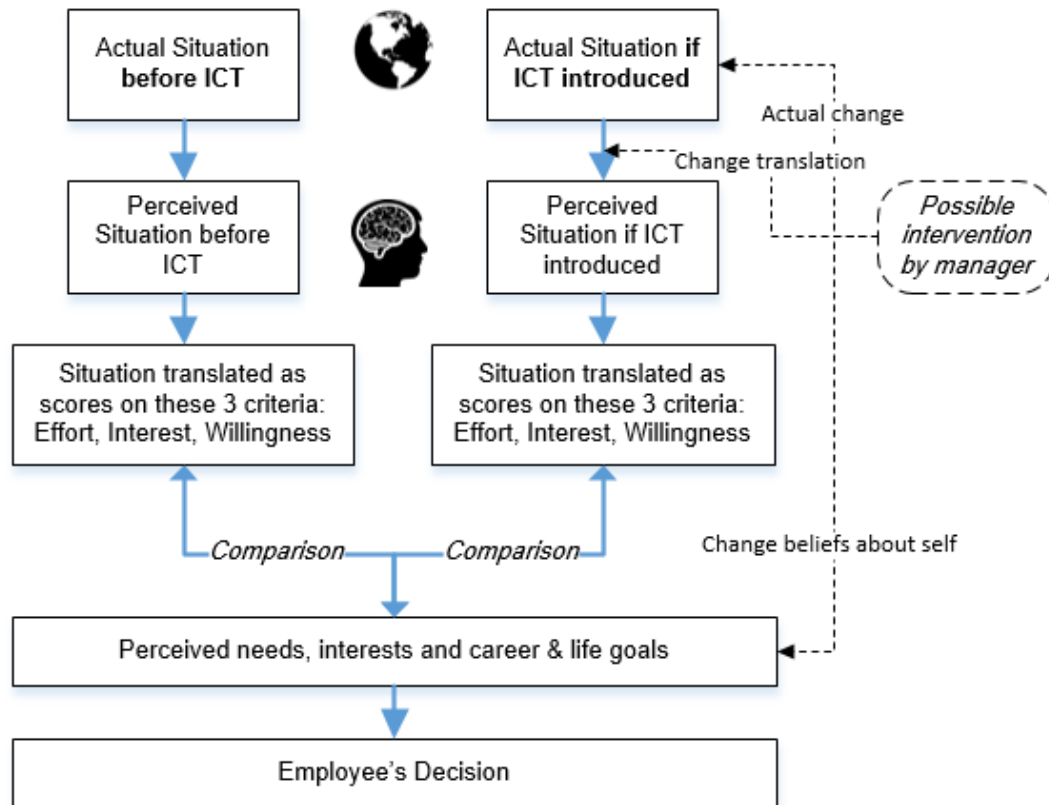 Actual Situation
before ICT
Actual Situation if
ICT introduced
Actual change
Change translation
Perceived
Situation before
ICT
Perceived
Situation if ICT
introduced
Possible
intervention
by manager
Situation translated as
scores on these 3 criteria:
Effort, Interest, Willingness
Situation translated as
scores on these 3 criteria:
Effort, Interest, Willingness
Comparison
Comparison
Change beliefs about self
Perceived needs, interests and career & life goals
Employee's Decision